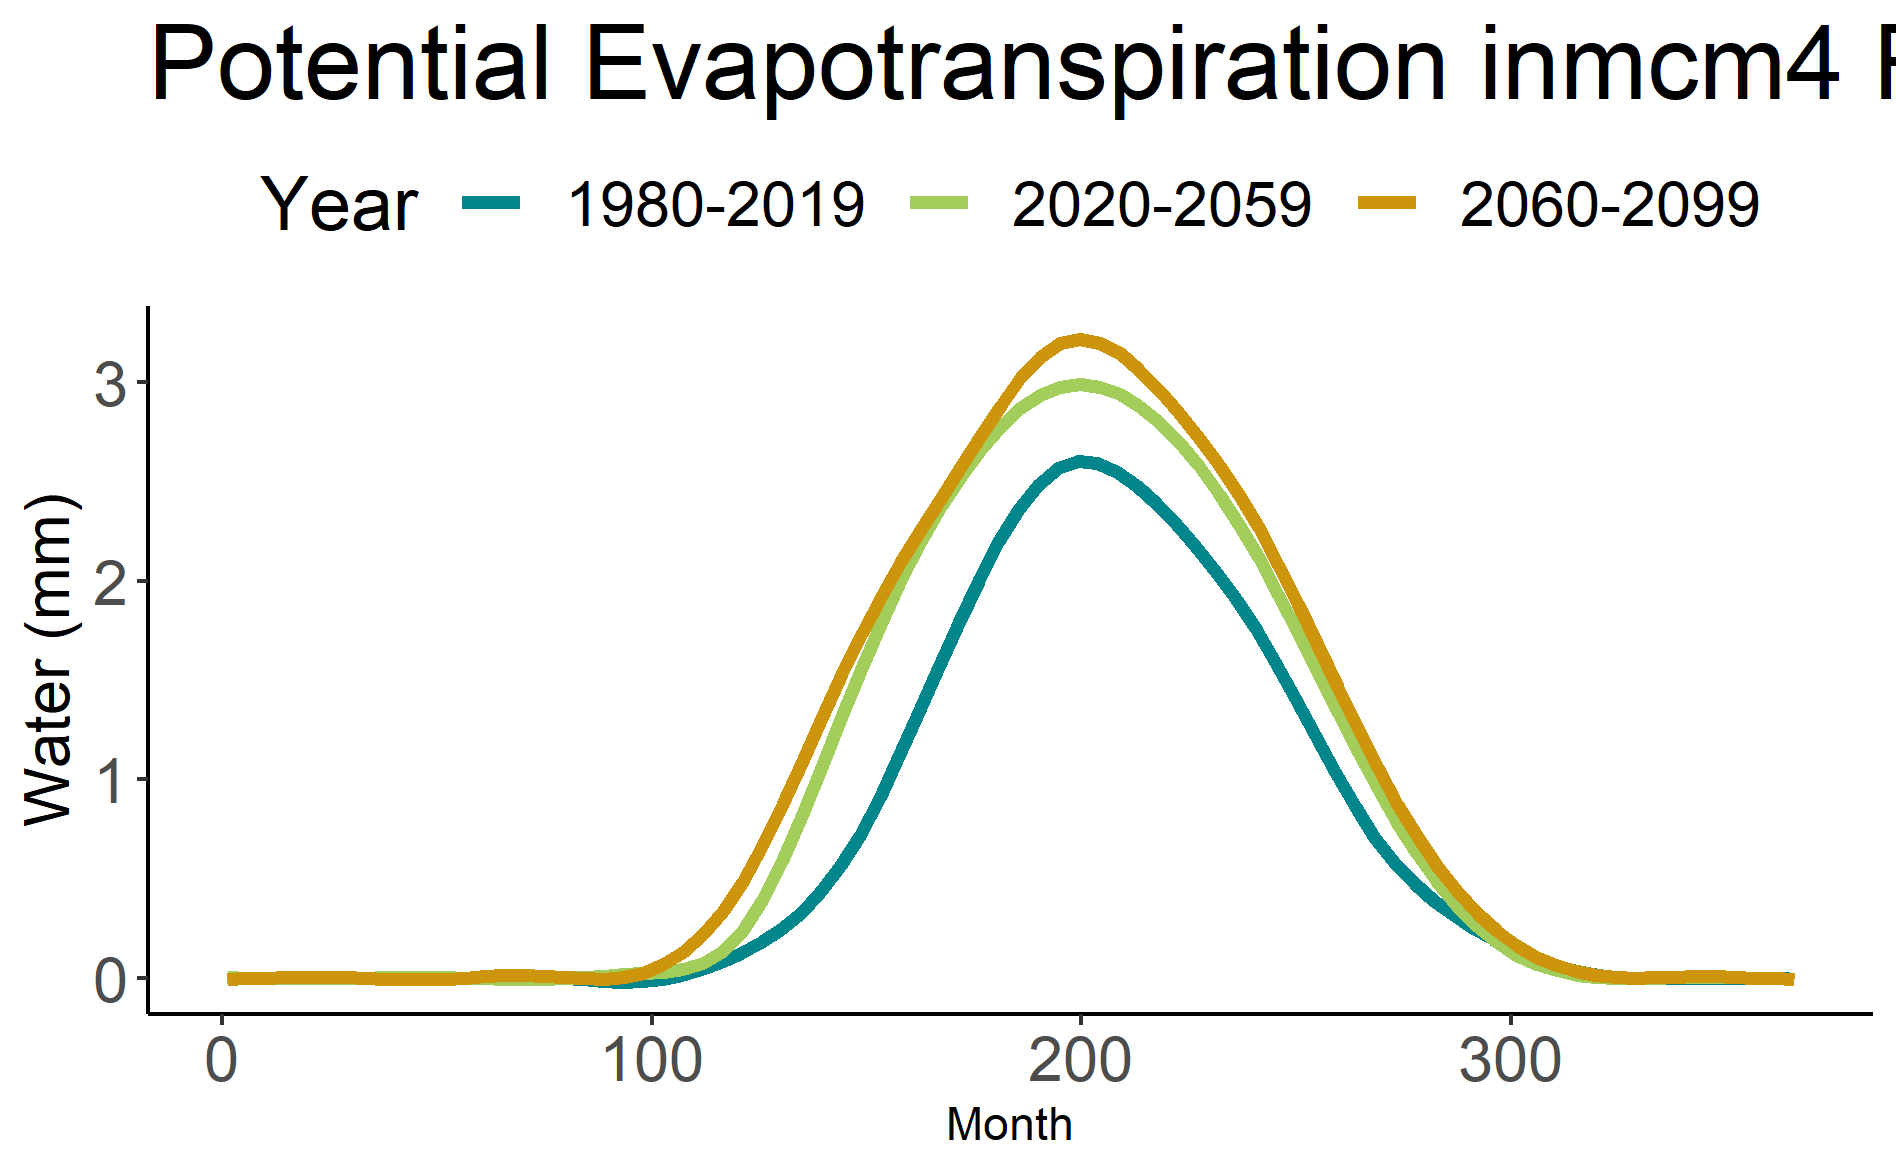 Potential Evapotranspiration inmcm4
Year 1980-2019 2020-2059 2060-2099
Water (mm)
3
2
1
0
0 100 200 300
Month